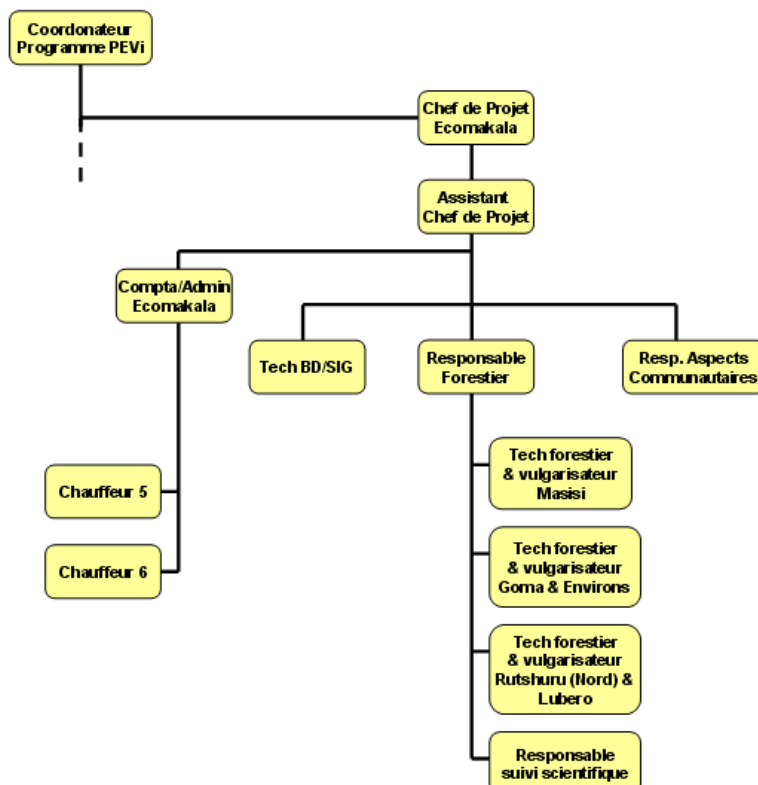 Coordonateur
Programme PEVi
Chef de Projet
Ecomakala
Assistant
Chef de Projet
Compta/Admin
Ecomakala
Tech BD/SIG
Responsable
Forestier
Resp. Aspects
Communautaires
Chauffeur 5
Chauffeur 6
Tech forestier
& vulgarisateur
Masisi
Tech forestier
& vulgarisateur
Goma & Environs
Tech forestier
& vulgarisateur
Rutshuru (Nord) &
Lubero
Responsable
suivi scientifique